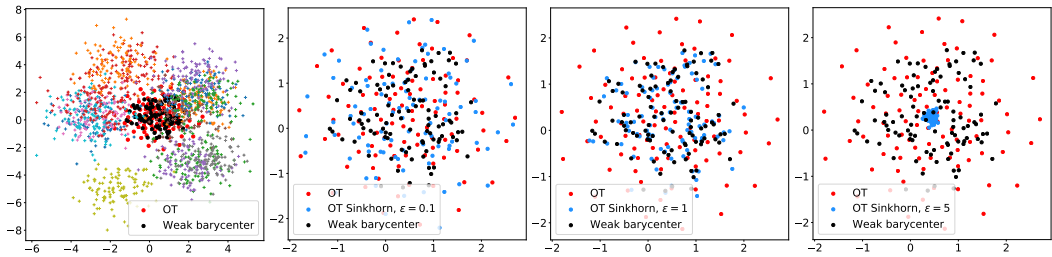 8
6
4
2
0
−2
−4
−6
−8
−6 −4 −2 0 2 4
OT
Weak barycenter
2
1
0
−1
−2
−2 −1 0 1 2
OT
OT Sinkhorn, ε = 0.1
Weak barycenter
2
1
0
−1
−2
−2 −1 0 1 2
OT
OT Sinkhorn, ε = 1
Weak barycenter
2
1
0
−1
−2
−2 −1 0 1 2
OT
OT Sinkhorn, ε = 5
Weak barycenter